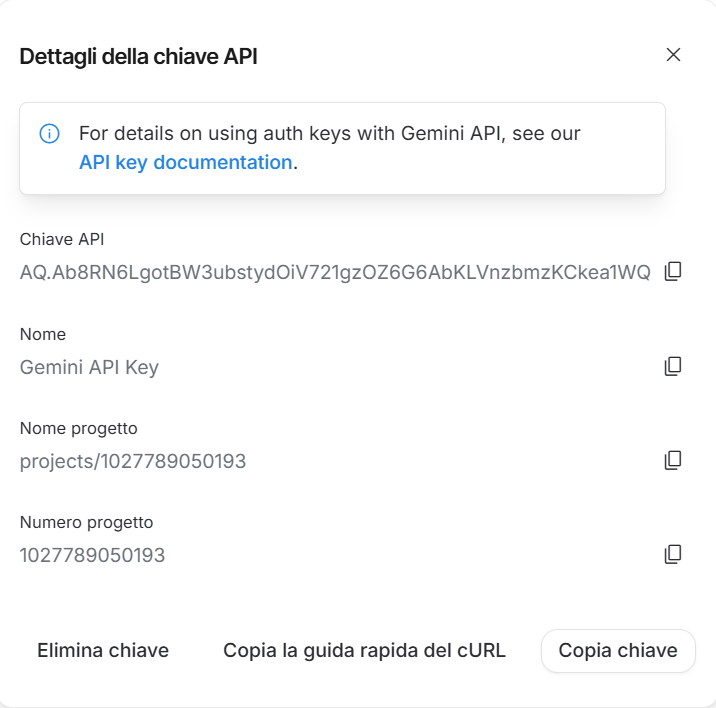 Dettagli della chiave API
For details on using auth keys with Gemini API, see our
API key documentation.
Chiave API
AQ.Ab8RN6LgotBW3ubstydOiV721gzOZ6G6AbKLVnzbmzKCkea1WQ
Nome
Gemini API Key
Nome progetto
projects/1027789050193
Numero progetto
1027789050193
Elimina chiave
Copia la guida rapida del cURL
Copia chiave